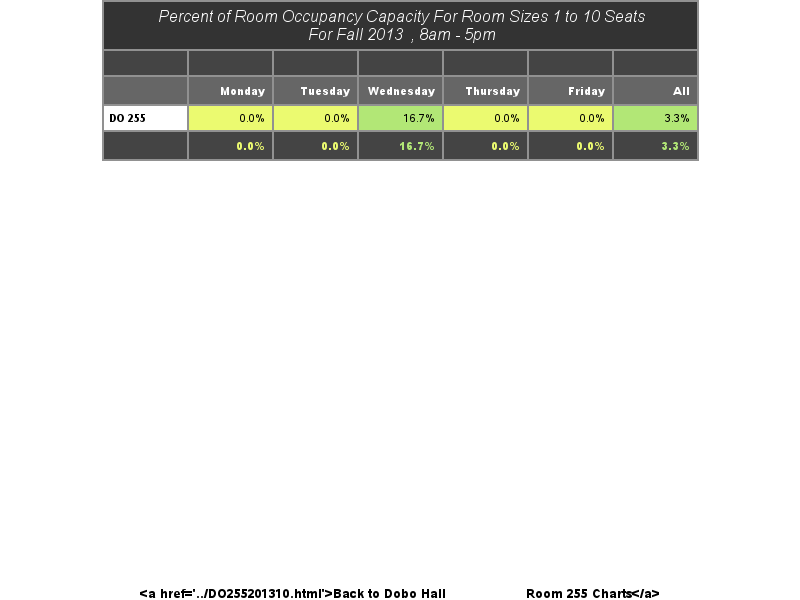 Percent of Room Occupancy Capacity For Room Sizes 1 to 10 Seats
For Fall 2013 , 8am - 5pm
Monday Tuesday Wednesday Thursday Friday All
DO 255 0.0% 0.0% 16.7% 0.0% 0.0% 3.3%
0.0% 0.0% 16.7% 0.0% 0.0% 3.3%
<a href='../DO255201310.html'>Back to Dobo Hall Room 255 Charts</a>